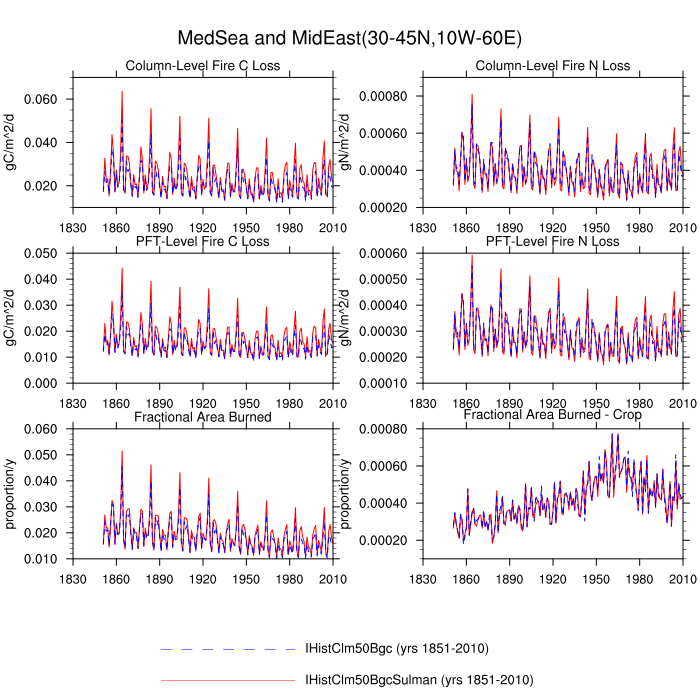 MedSea and MidEast(30-45N,10W-60E)
Column-Level Fire C Loss
Column-Level Fire N Loss
gC/m^2/d
0.060
0.040
0.020
1830 1860 1890 1920 1950 1980 2010
gN/m^2/d
0.00080
0.00060
0.00040
0.00020
1830 1860 1890 1920 1950 1980 2010
PFT-Level Fire C Loss
PFT-Level Fire N Loss
gC/m^2/d
0.050
0.040
0.030
0.020
0.010
0.000
1830 1860 1890 1920 1950 1980 2010
gN/m^2/d
0.00060
0.00050
0.00040
0.00030
0.00020
0.00010
1830 1860 1890 1920 1950 1980 2010
Fractional Area Burned
Fractional Area Burned - Crop
proportion/y
0.060
0.050
0.040
0.030
0.020
0.010
1830 1860 1890 1920 1950 1980 2010
proportion/y
0.00080
0.00060
0.00040
0.00020
1830 1860 1890 1920 1950 1980 2010
IHistClm50Bgc (yrs 1851-2010)
IHistClm50BgcSulman (yrs 1851-2010)